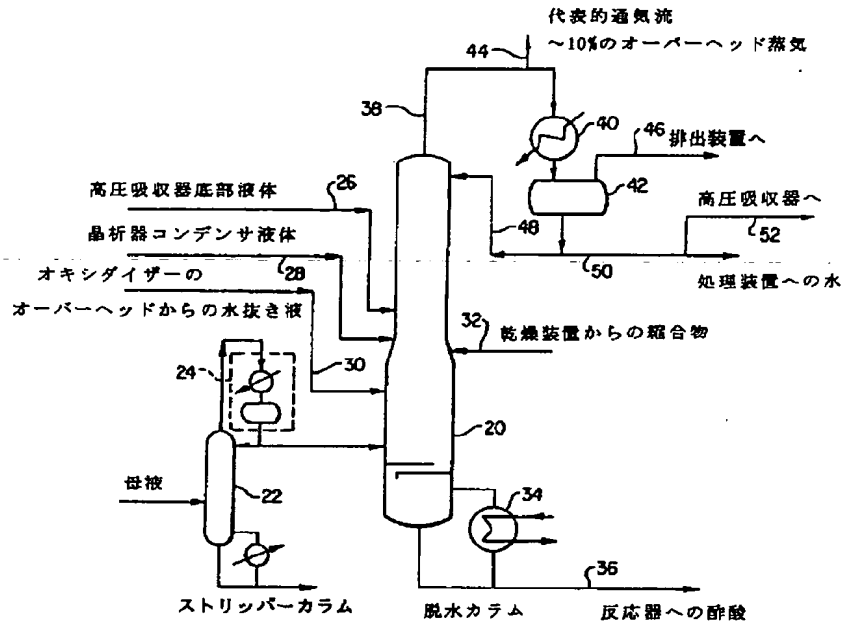 代表的通気流
44
~10%のオーバーヘッド蒸気
38
40
46
排出装置へ
高圧吸収器底部液体
26
42
高圧吸収器へ
52
晶析器コンデンサ液体
48
28
50
オキシダイザーの
処理装置への水
オーバーヘッドからの水抜き液
32
乾燥装置からの縮合物
30
24
20
母液
22
34
36
ストリッパーカラム
脱水カラム
反応器への酢酸